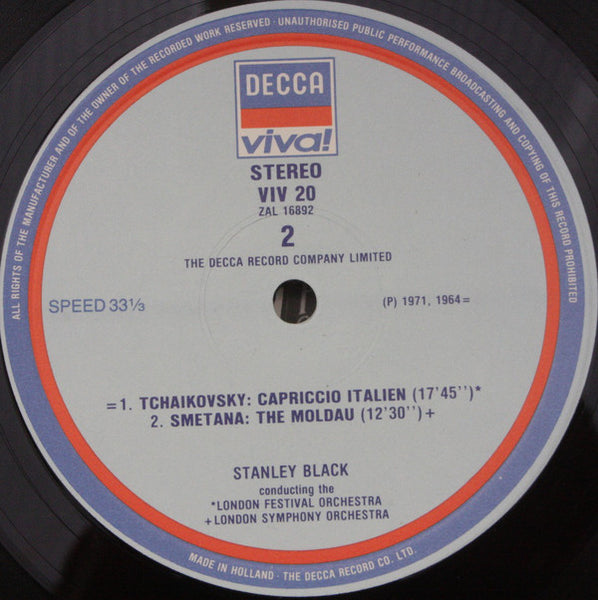 ALL RIGHTS OF THE MANUFACTURER AND OF THE OWNER OF THE RECORDED WORK RESERVED · UNAUTHORISED PUBLIC PERFORMANCE BROADCASTING AND COPYING OF THIS RECORD PROHIBITED
DECCA
viva!
STEREO
VIV 20
ZAL 16892
2
THE DECCA RECORD COMPANY LIMITED
SPEED 33⅓
(P) 1971, 1964=
=1. TCHAIKOVSKY: CAPRICCIO ITALIEN (17'45'')*
2. SMETANA: THE MOLDAU (12'30'')+
STANLEY BLACK
conducting the
*LONDON FESTIVAL ORCHESTRA
+LONDON SYMPHONY ORCHESTRA
MADE IN HOLLAND · THE DECCA RECORD CO. LTD.